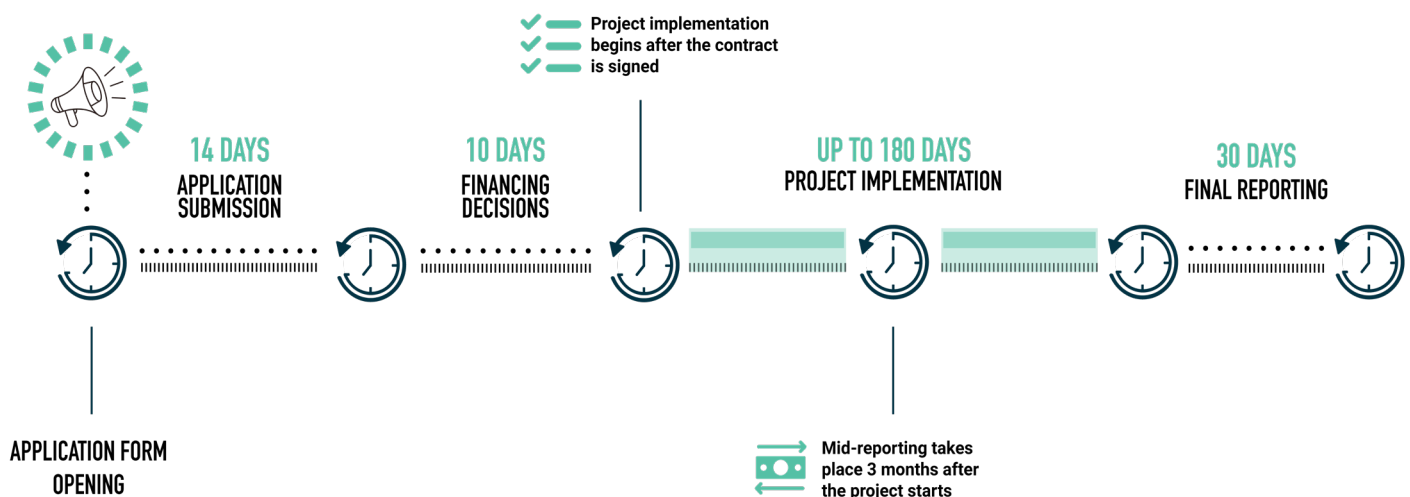 Project implementation
begins after the contract
is signed
14 DAYS
APPLICATION
SUBMISSION
10 DAYS
FINANCING
DECISIONS
UP TO 180 DAYS
PROJECT IMPLEMENTATION
30 DAYS
FINAL REPORTING
APPLICATION FORM
OPENING
Mid-reporting takes
place 3 months after
the project starts